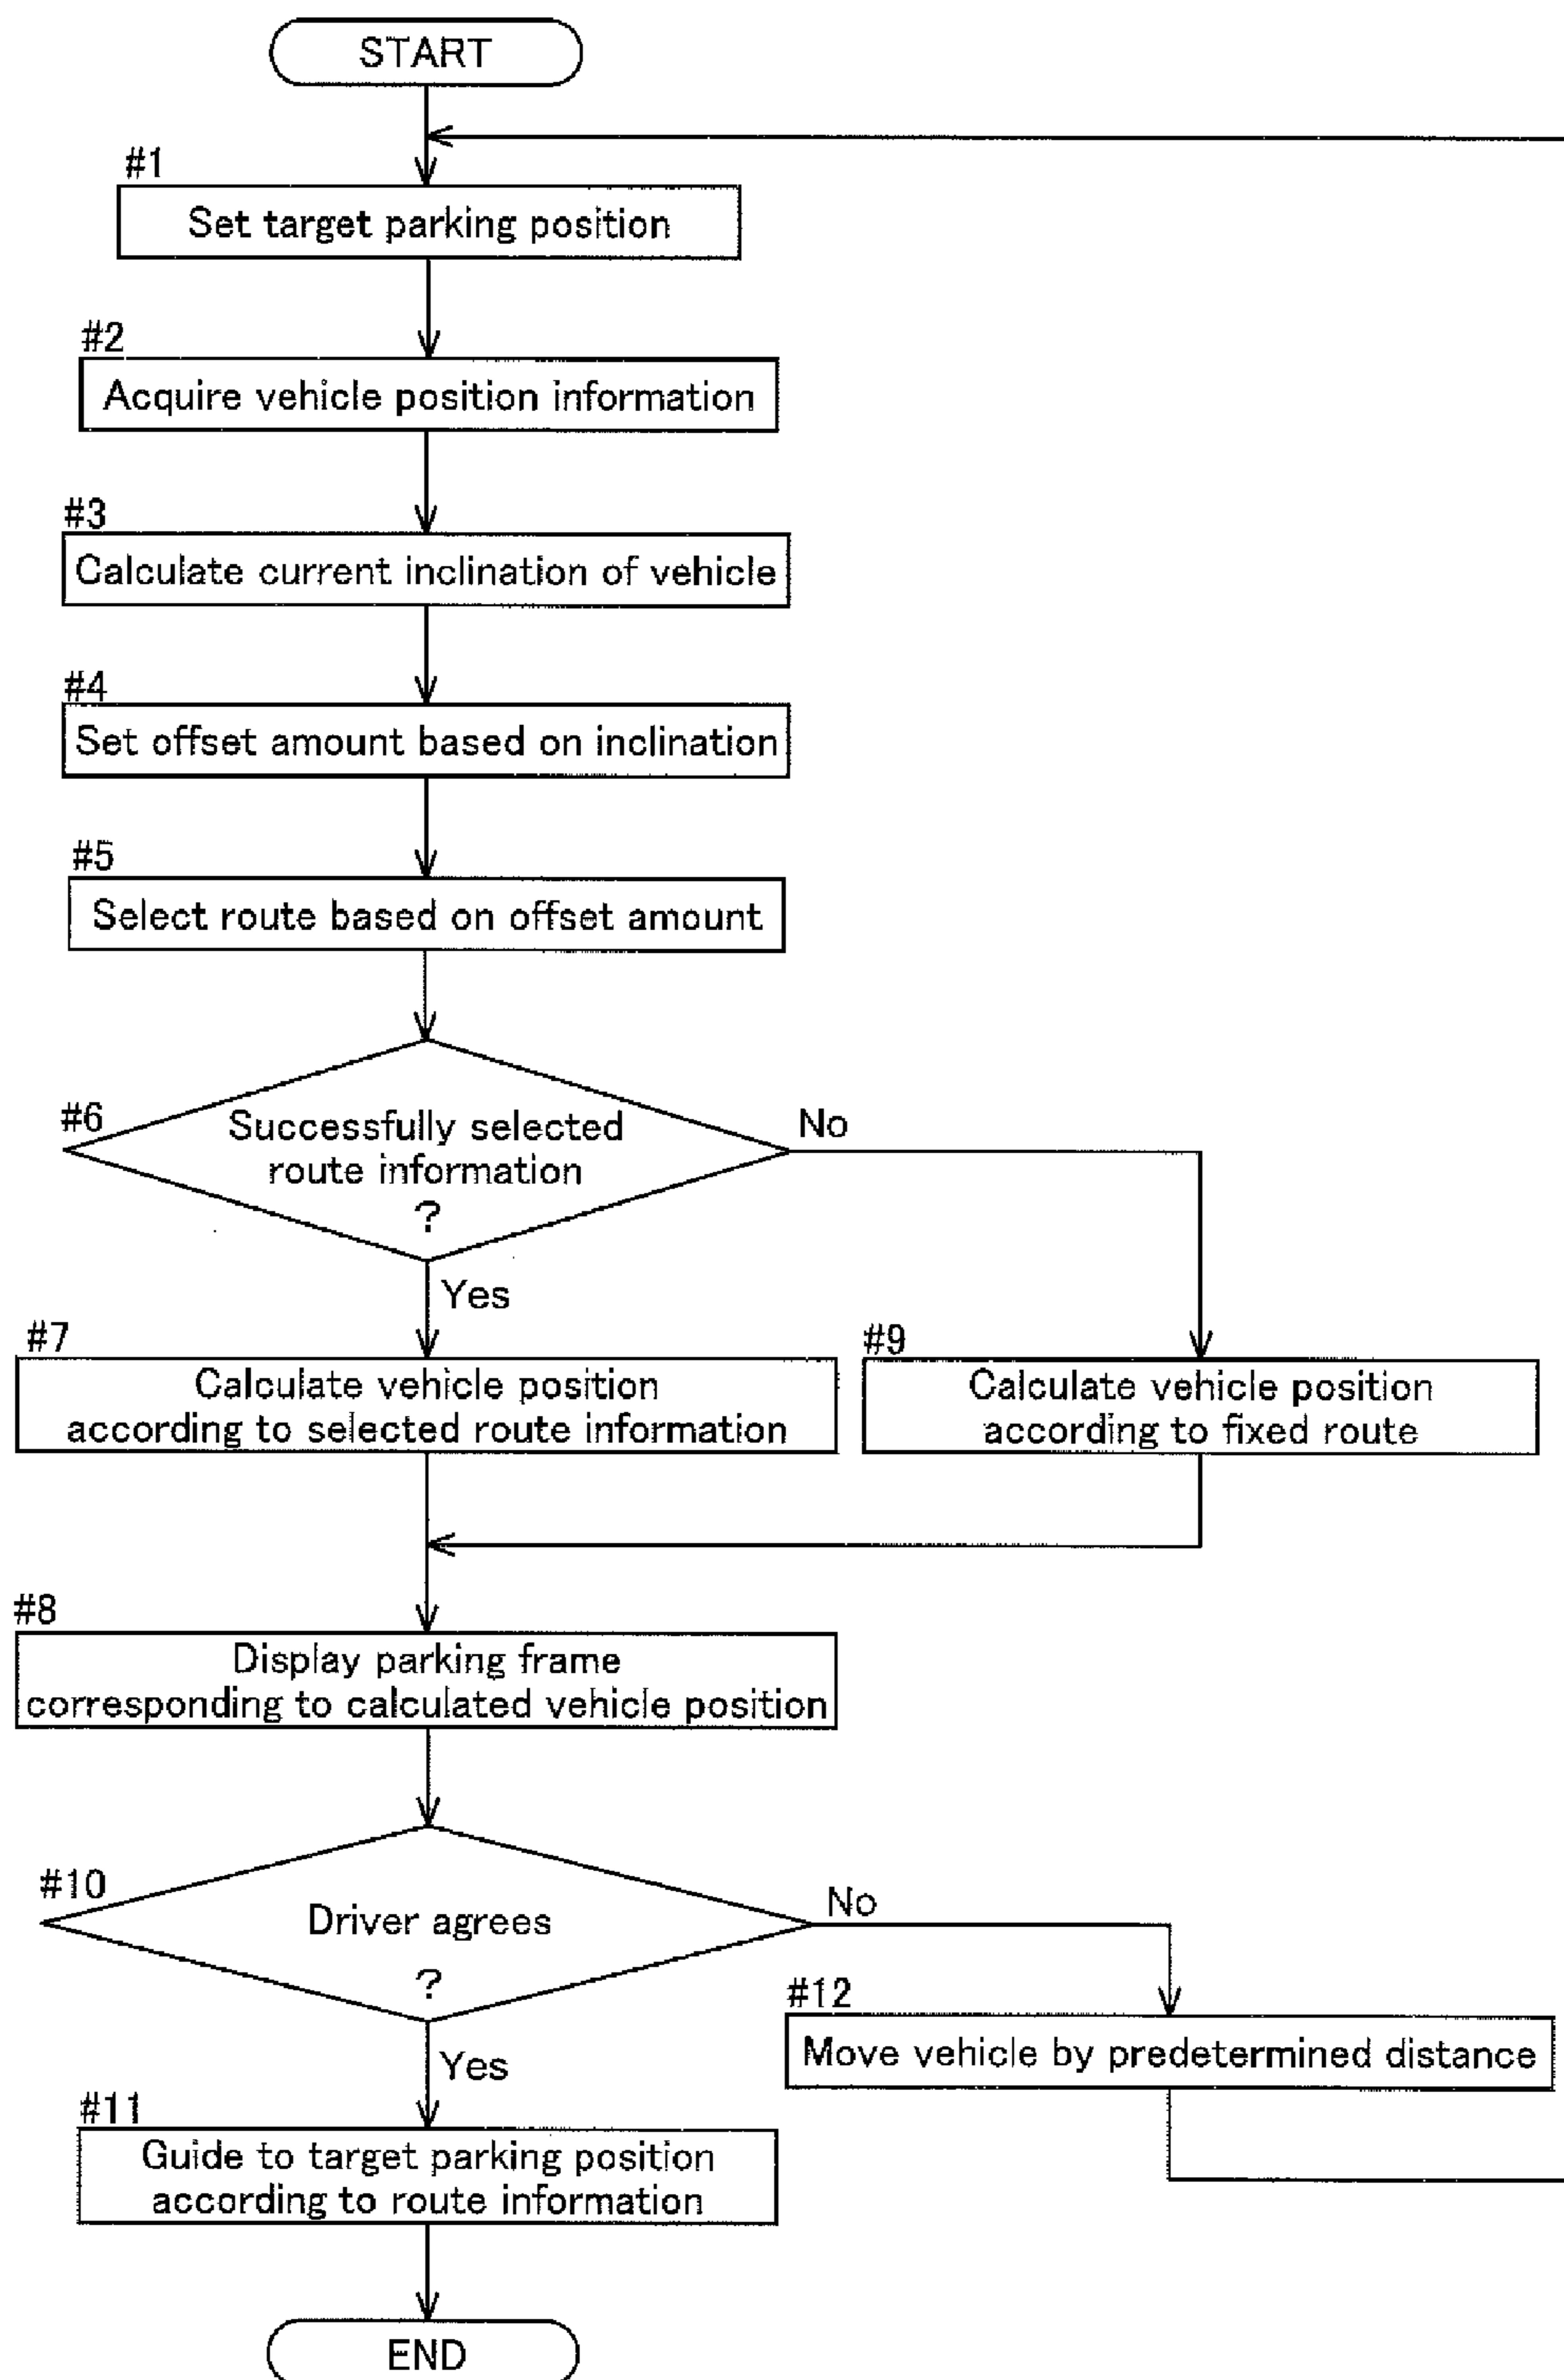 START
#1
Set target parking position
#2
Acquire vehicle position information
#3
Calculate current inclination of vehicle
#4
Set offset amount based on inclination
#5
Select route based on offset amount
#6
Successfully selected
route information
?
No
Yes
#7
Calculate vehicle position
according to selected route information
#9
Calculate vehicle position
according to fixed route
#8
Display parking frame
corresponding to calculated vehicle position
#10
Driver agrees
?
No
#12
Move vehicle by predetermined distance
Yes
#11
Guide to target parking position
according to route information
END